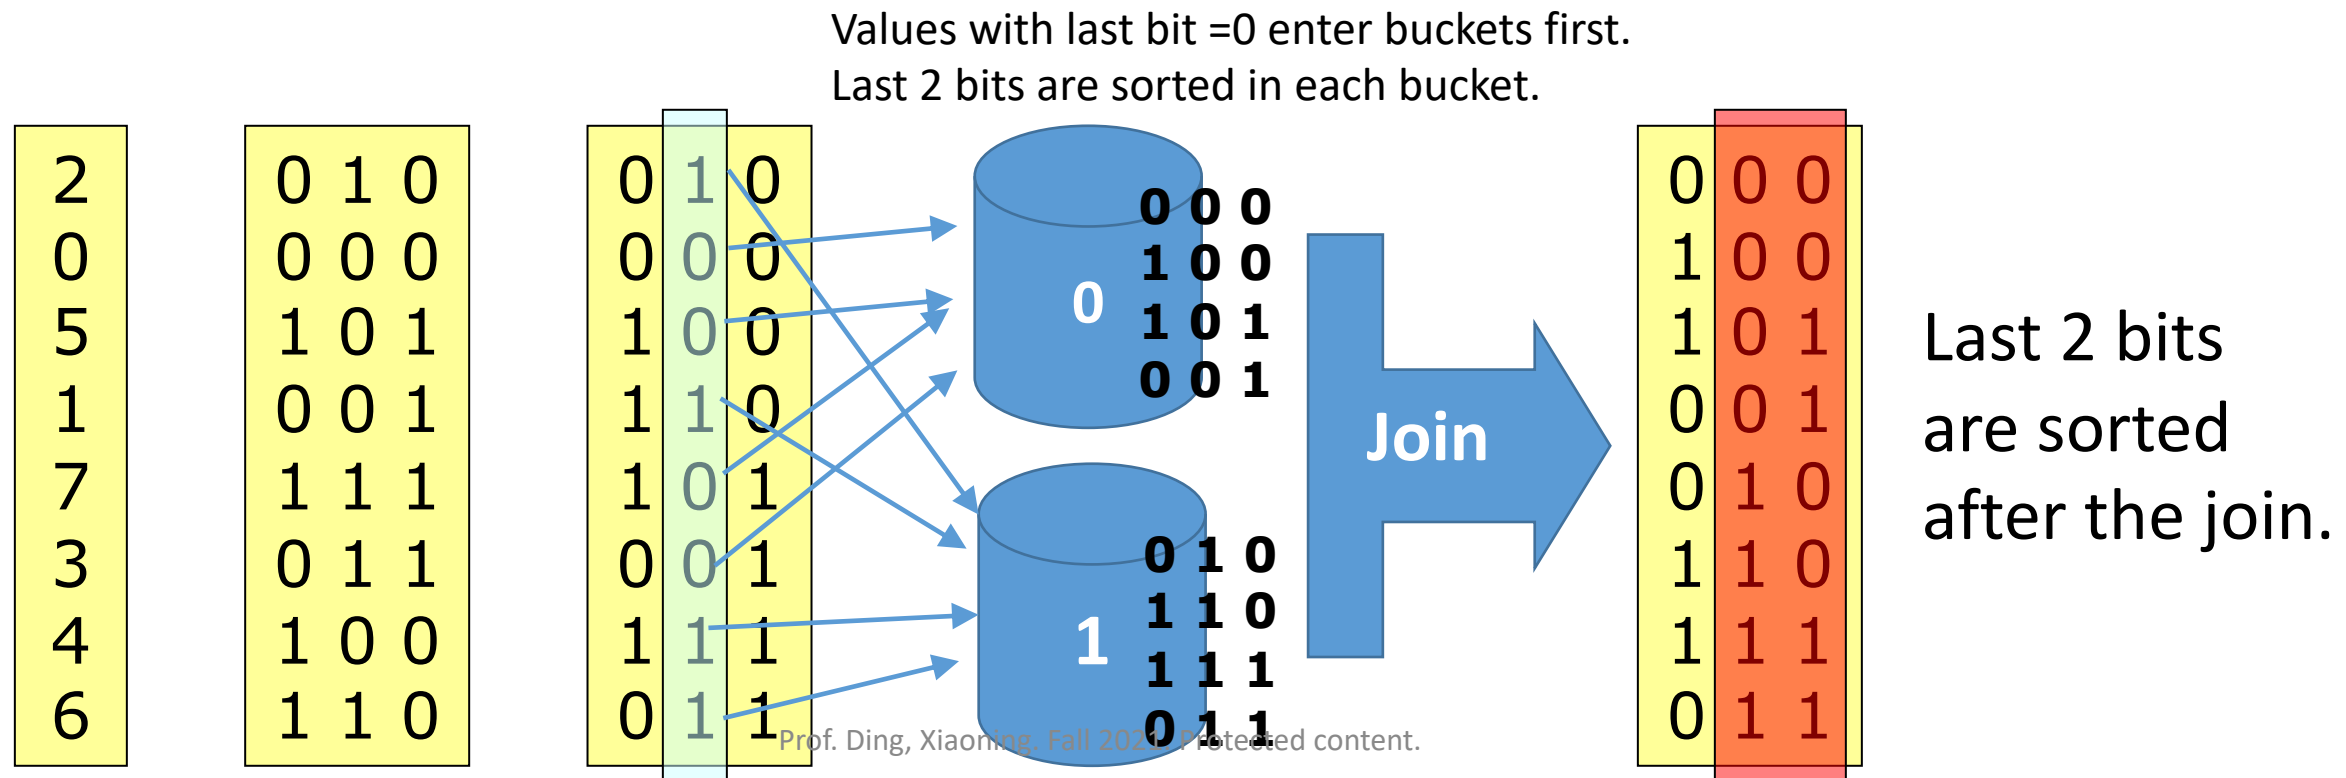 Values with last bit =0 enter buckets first.
Last 2 bits are sorted in each bucket.
2
0
5
1
7
3
4
6
0 1 0
0 0 0
1 0 1
0 0 1
1 1 1
0 1 1
1 0 0
1 1 0
0 1 0
0 0 0
1 0 0
1 1 0
1 0 1
0 0 1
1 1 1
0 1 1
0
0 0 0
1 0 0
1 0 1
0 0 1
1
0 1 0
1 1 0
1 1 1
0 1 1
Join
0 0 0
1 0 0
1 0 1
0 0 1
0 1 0
1 1 0
1 1 1
0 1 1
Last 2 bits
are sorted
after the join.
Prof. Ding, Xiaoning. Fall 2021. Protected content.